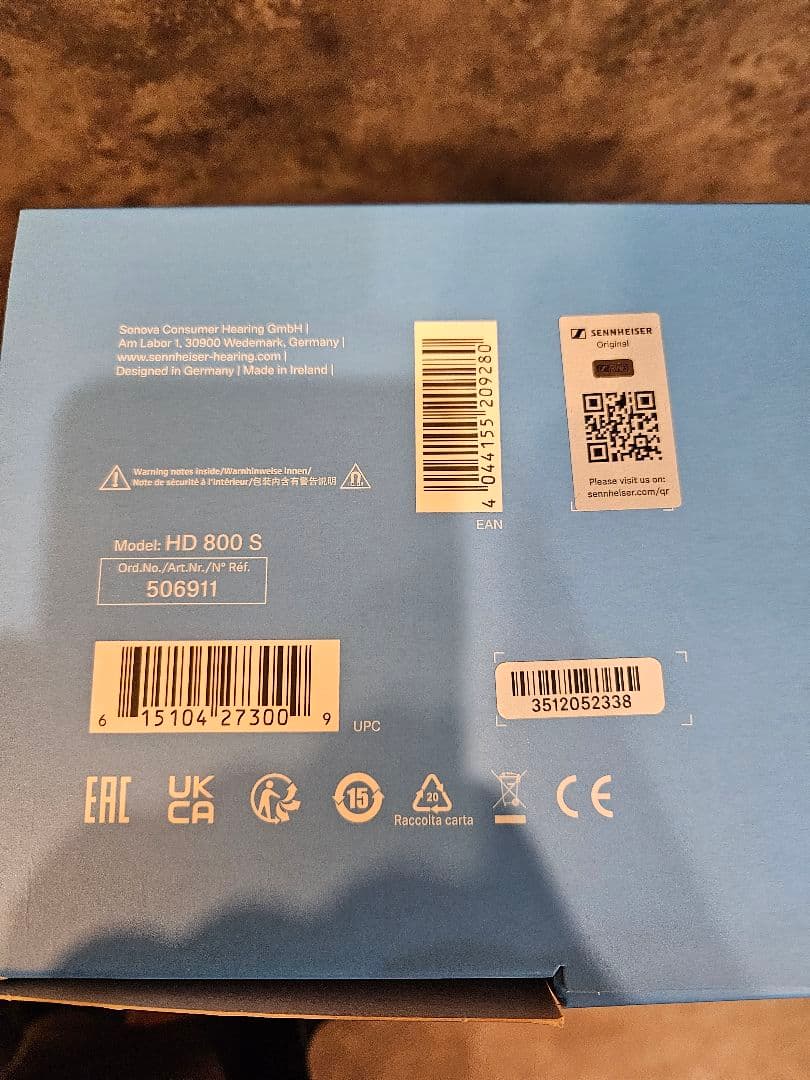 Sonova Consumer Hearing GmbH |
Am Labor 1, 30900 Wedemark, Germany |
www.sennheiser-hearing.com |
Designed in Germany | Made in Ireland |
4 044155 209280
EAN
SENNHEISER
Original
Please visit us on:
sennheiser.com/qr
Warning notes inside/Warnhinweise innen/
Note de sécurité à l'intérieur/包装内含有警告说明
Model: HD 800 S
Ord.No./Art.Nr./N° Réf.
506911
6 15104 27300 9
UPC
3512052338
EAC
UK
CA
15
20
Raccolta carta
CE